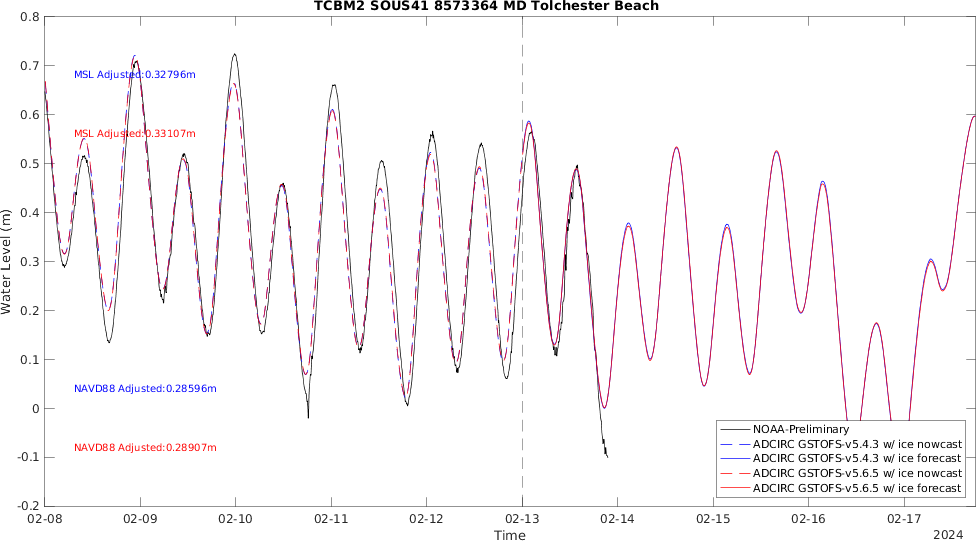 TCBM2 SOUS41 8573364 MD Tolchester Beach
Water Level (m)
0.8
0.7
0.6
0.5
0.4
0.3
0.2
0.1
0
-0.1
-0.2
MSL Adjusted:0.32796m
MSL Adjusted:0.33107m
NAVD88 Adjusted:0.28596m
NAVD88 Adjusted:0.28907m
NOAA-Preliminary
ADCIRC GSTOFS-v5.4.3 w/ ice nowcast
ADCIRC GSTOFS-v5.4.3 w/ ice forecast
ADCIRC GSTOFS-v5.6.5 w/ ice nowcast
ADCIRC GSTOFS-v5.6.5 w/ ice forecast
02-08 02-09 02-10 02-11 02-12 02-13 02-14 02-15 02-16 02-17
Time
2024